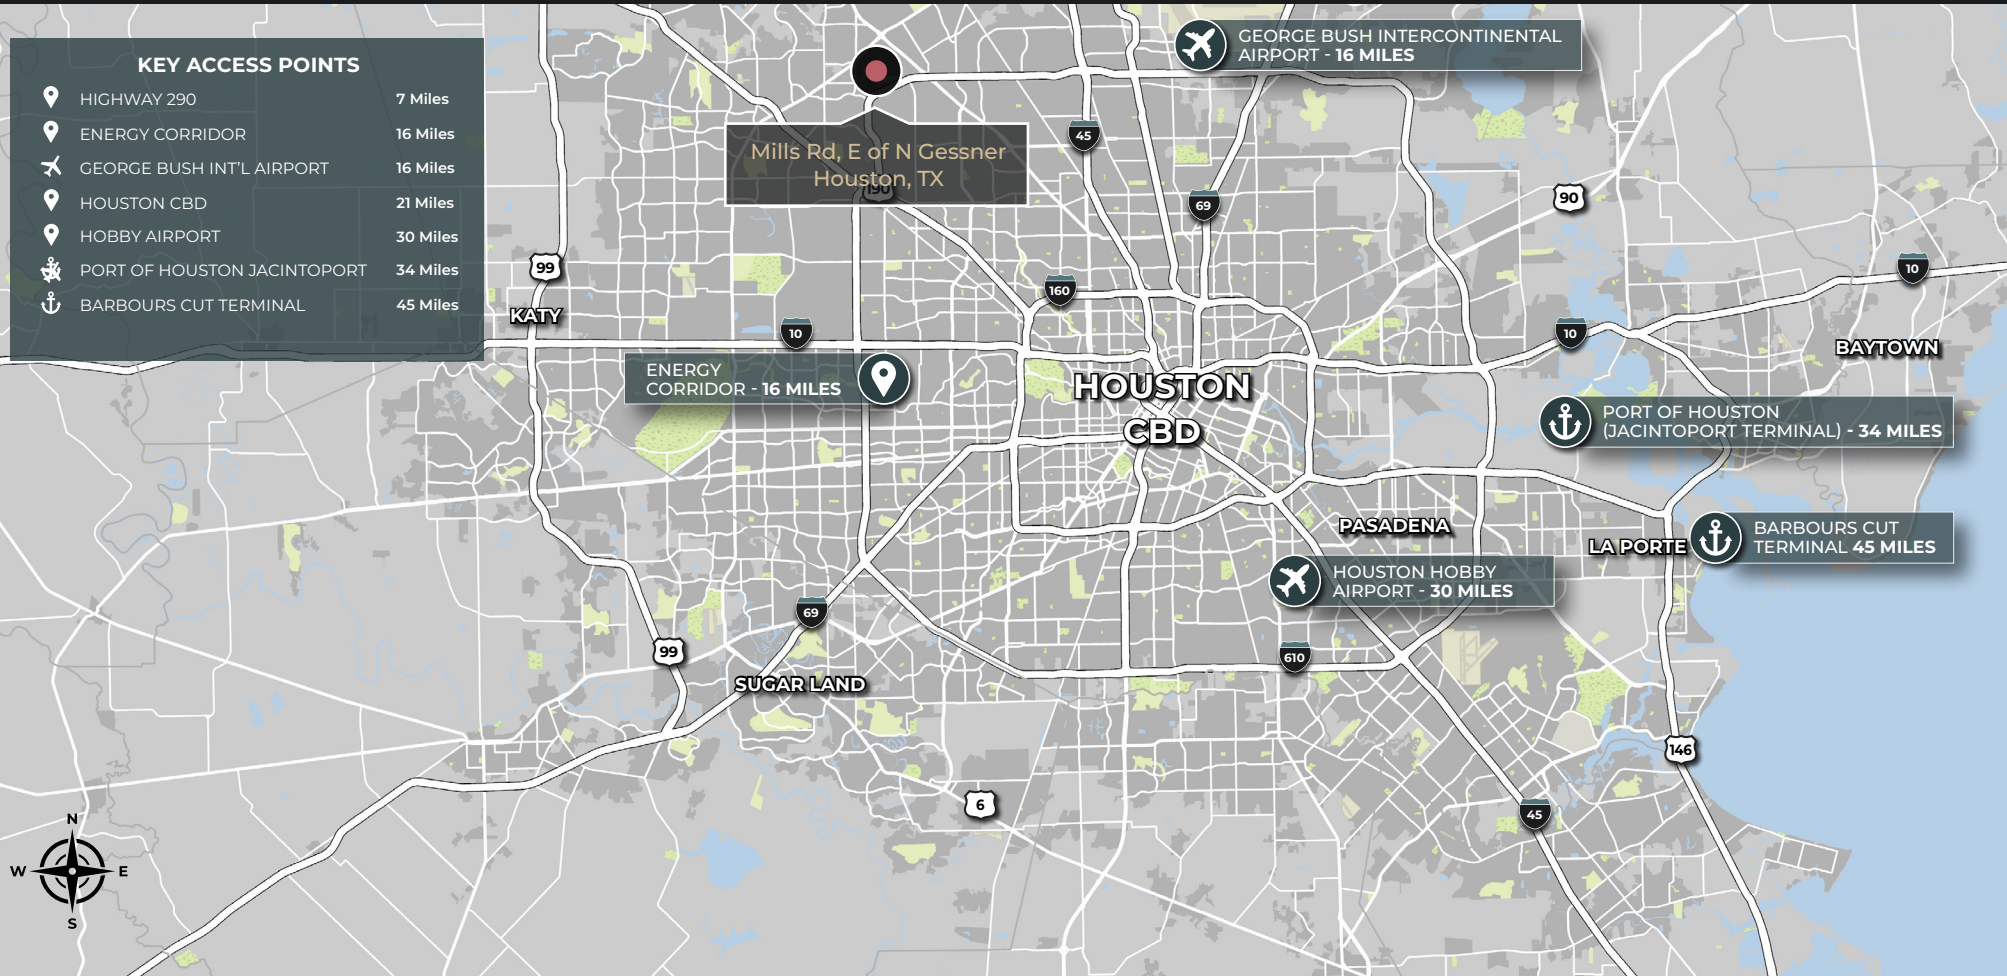 KEY ACCESS POINTS
HIGHWAY 290 7 Miles
ENERGY CORRIDOR 16 Miles
GEORGE BUSH INT'L AIRPORT 16 Miles
HOUSTON CBD 21 Miles
HOBBY AIRPORT 30 Miles
PORT OF HOUSTON JACINTOPORT 34 Miles
BARBOURS CUT TERMINAL 45 Miles
GEORGE BUSH INTERCONTINENTAL
AIRPORT - 16 MILES
45
Mills Rd, E of N Gessner
Houston, TX
190
69
90
99
10
160
KATY
10
10
BAYTOWN
ENERGY
CORRIDOR - 16 MILES
HOUSTON
CBD
PORT OF HOUSTON
(JACINTOPORT TERMINAL) - 34 MILES
PASADENA
LA PORTE
BARBOURS CUT
TERMINAL 45 MILES
HOUSTON HOBBY
AIRPORT - 30 MILES
69
99
610
SUGAR LAND
146
6
45
N
W E
S